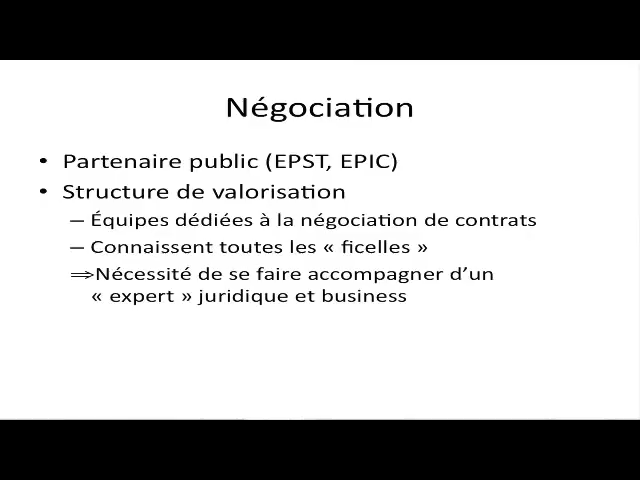 Négociation
• Partenaire public (EPST, EPIC)
• Structure de valorisation
– Équipes dédiées à la négociation de contrats
– Connaissent toutes les « ficelles »
⇒Nécessité de se faire accompagner d’un
« expert » juridique et business